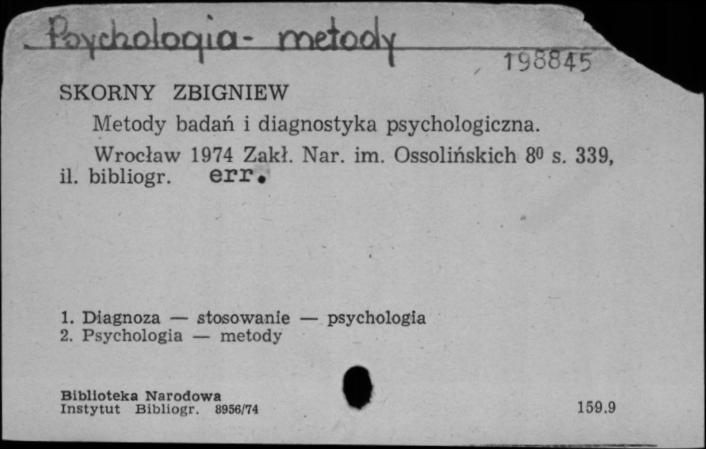 Psychologia - metody
198845
SKORNY ZBIGNIEW
Metody badań i diagnostyka psychologiczna.
Wrocław 1974 Zakł. Nar. im. Ossolińskich 8⁰ s. 339,
il. bibliogr. err.
1. Diagnoza — stosowanie — psychologia
2. Psychologia — metody
Biblioteka Narodowa
Instytut Bibliogr. 8956/74
159.9